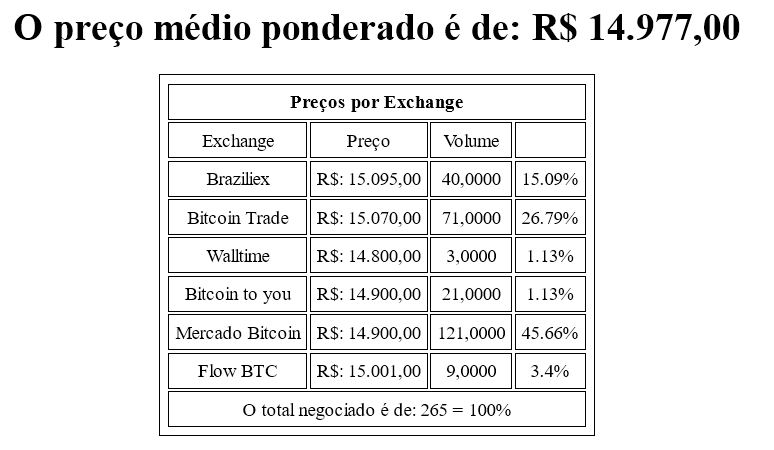 O preço médio ponderado é de: R$ 14.977,00
Preços por Exchange
Exchange Preço Volume
Braziliex R$: 15.095,00 40,0000 15.09%
Bitcoin Trade R$: 15.070,00 71,0000 26.79%
Walltime R$: 14.800,00 3,0000 1.13%
Bitcoin to you R$: 14.900,00 21,0000 1.13%
Mercado Bitcoin R$: 14.900,00 121,0000 45.66%
Flow BTC R$: 15.001,00 9,0000 3.4%
O total negociado é de: 265 = 100%